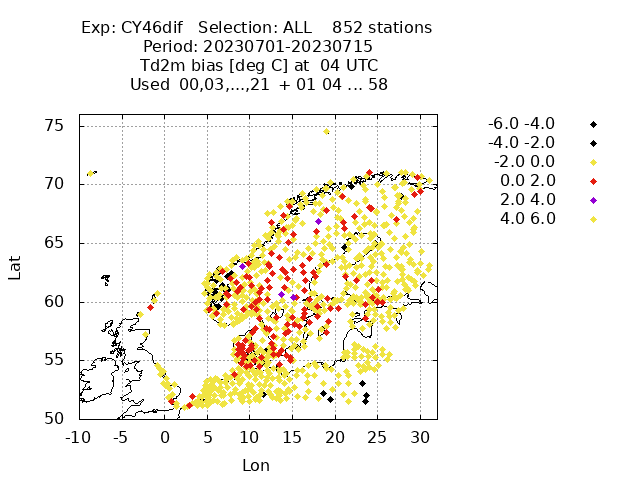 Exp: CY46dif   Selection: ALL    852 stations
Period: 20230701-20230715
Td2m bias [deg C] at  04 UTC
Used  00,03,...,21  + 01 04 ... 58
75
70
65
60
55
50
Lat
-10 -5 0 5 10 15 20 25 30
Lon
-6.0 -4.0
-4.0 -2.0
-2.0 0.0
0.0 2.0
2.0 4.0
4.0 6.0